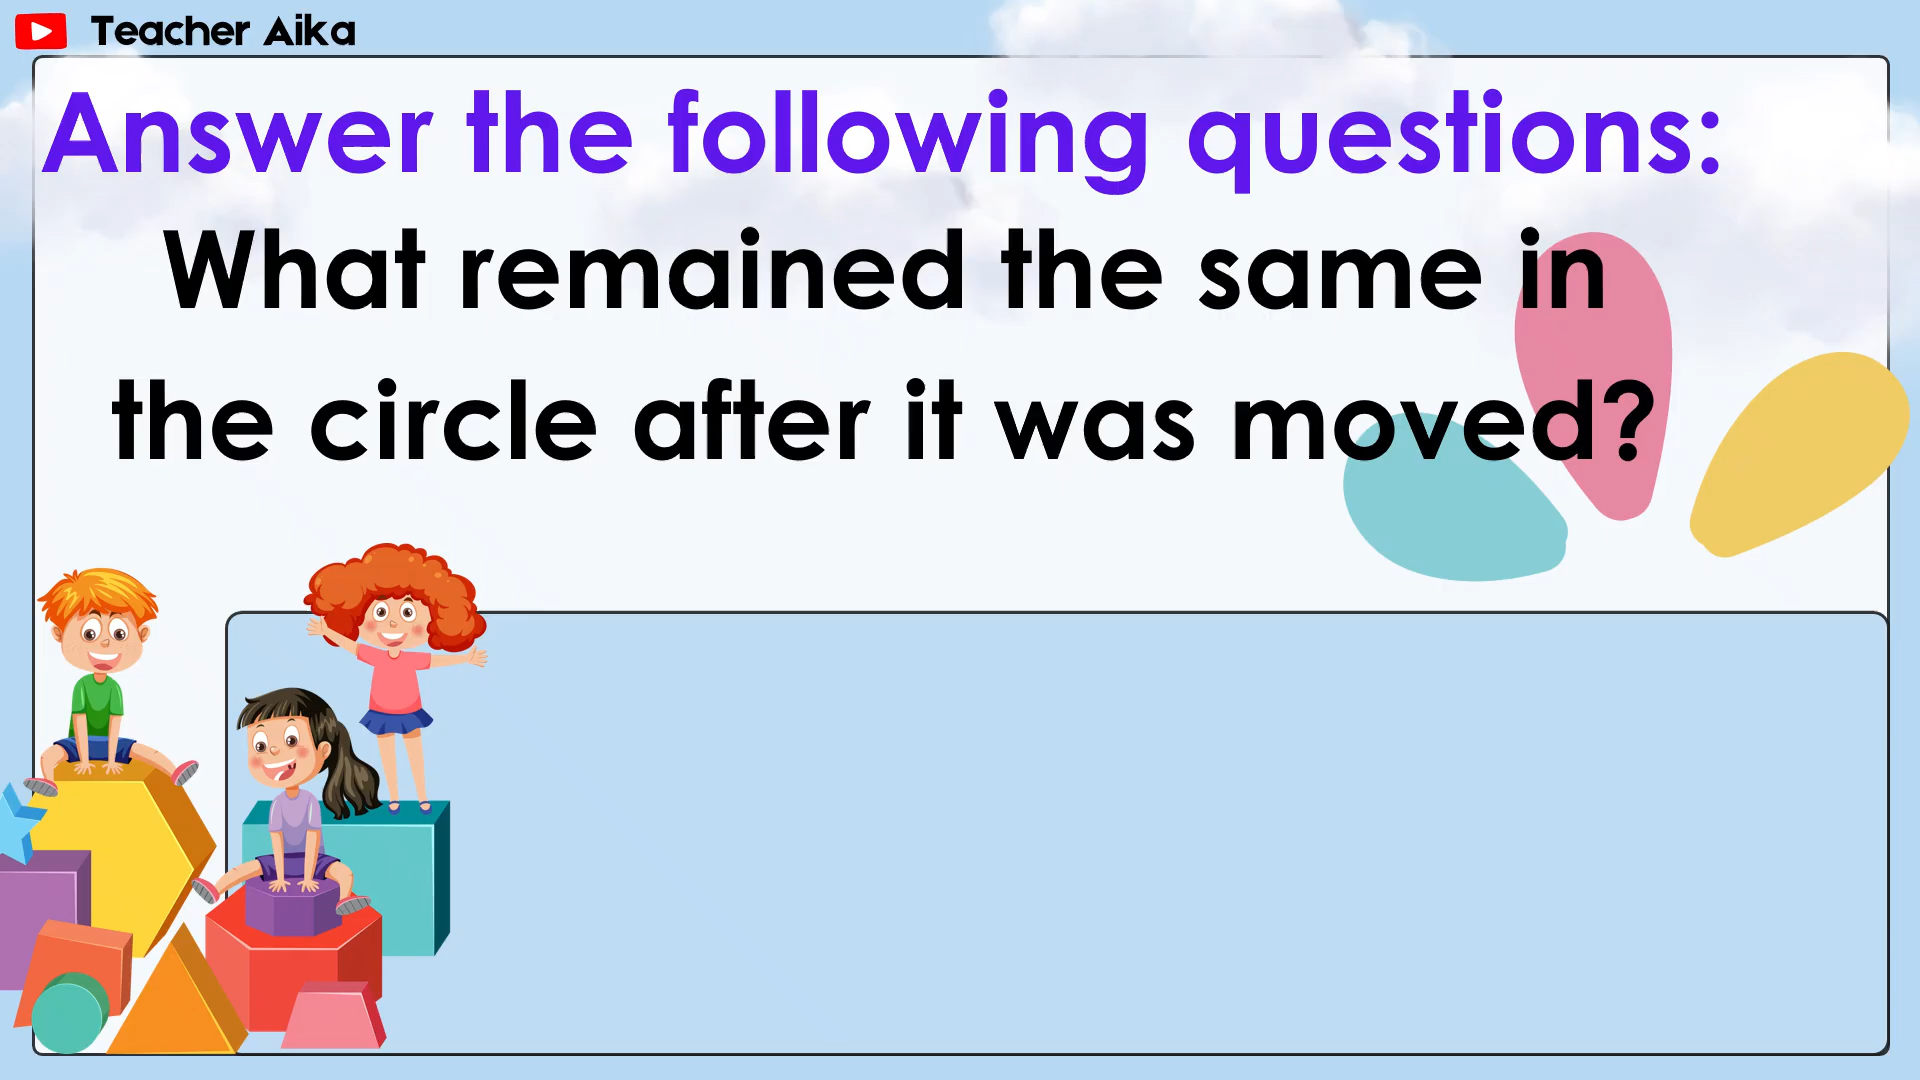 Teacher Aika
Answer the following questions:
What remained the same in
the circle after it was moved?